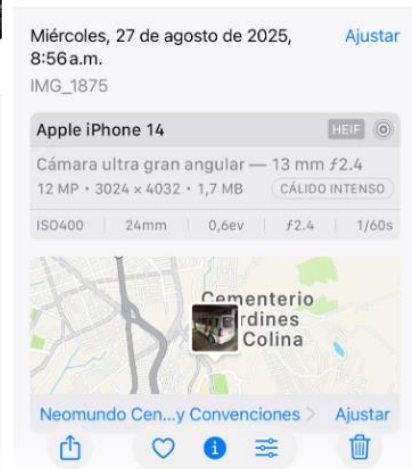 Miércoles, 27 de agosto de 2025, Ajustar
8:56 a.m.
IMG_1875
Apple iPhone 14 HEIF
Cámara ultra gran angular — 13 mm ƒ2.4
12 MP • 3024 × 4032 • 1,7 MB CÁLIDO INTENSO
ISO400 24mm 0,6ev ƒ2.4 1/60s
Cementerio
rdines
Colina
Neomundo Cen...y Convenciones > Ajustar